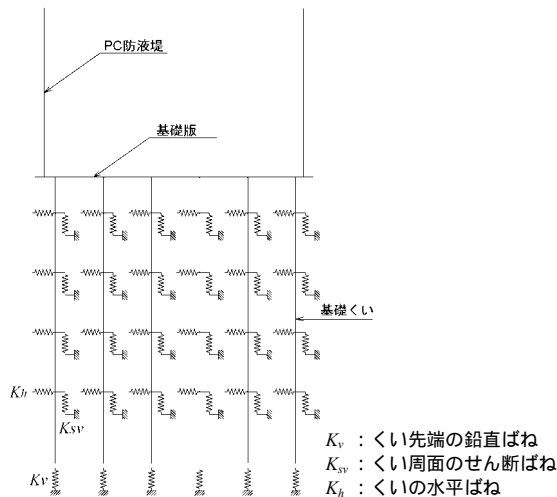 PC防液堤
基礎版
基礎くい
Kh
Ksv
Kv
Kv：くい先端の鉛直ばね
Ksv：くい周面のせん断ばね
Kh：くいの水平ばね